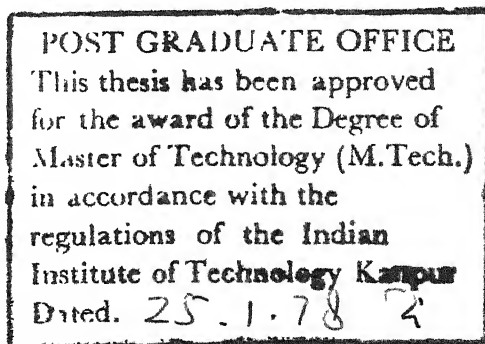 POST GRADUATE OFFICE
This thesis has been approved
for the award of the Degree of
Master of Technology (M.Tech.)
in accordance with the
regulations of the Indian
Institute of Technology Kanpur
Dated. 25.1.78